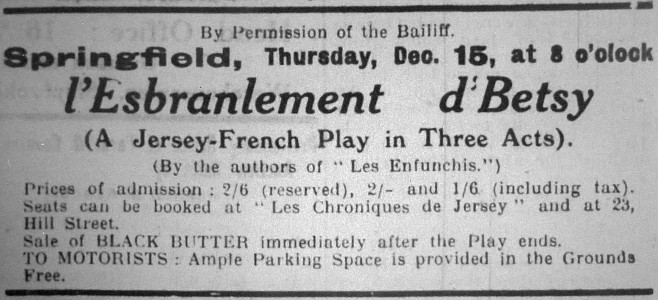 By Permission of the Bailiff.
Springfield, Thursday, Dec. 15, at 8 o'olock
l'Esbranlement d'Betsy
(A Jersey-French Play in Three Acts).
(By the authors of " Les Enfunchis.")
Prices of admission : 2/6 (reserved), 2/- and 1/6 (including tax).
Seats can be booked at " Les Chroniques de Jersey " and at 23,
Hill Street.
Sale of BLACK BUTTER immediately after the Play ends.
TO MOTORISTS : Ample Parking Space is provided in the Grounds
Free.